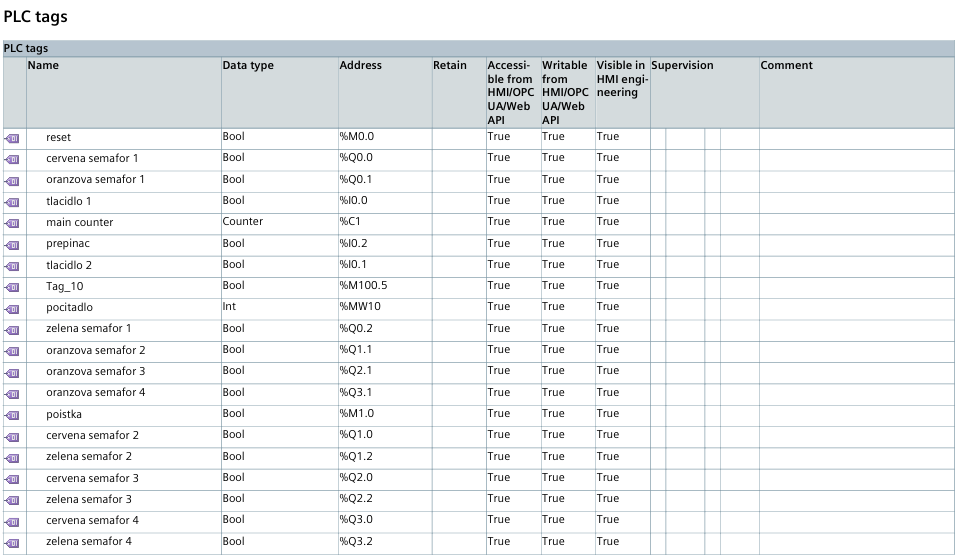 PLC tags
PLC tags
Name Data type Address Retain Accessi-ble from HMI/OPC UA/Web API Writable from HMI/OPC UA/Web API Visible in HMI engi-neering Supervision Comment
reset Bool %M0.0 True True True
cervena semafor 1 Bool %Q0.0 True True True
oranzova semafor 1 Bool %Q0.1 True True True
tlacidlo 1 Bool %I0.0 True True True
main counter Counter %C1 True True True
prepinac Bool %I0.2 True True True
tlacidlo 2 Bool %I0.1 True True True
Tag_10 Bool %M100.5 True True True
pocitadlo Int %MW10 True True True
zelena semafor 1 Bool %Q0.2 True True True
oranzova semafor 2 Bool %Q1.1 True True True
oranzova semafor 3 Bool %Q2.1 True True True
oranzova semafor 4 Bool %Q3.1 True True True
poistka Bool %M1.0 True True True
cervena semafor 2 Bool %Q1.0 True True True
zelena semafor 2 Bool %Q1.2 True True True
cervena semafor 3 Bool %Q2.0 True True True
zelena semafor 3 Bool %Q2.2 True True True
cervena semafor 4 Bool %Q3.0 True True True
zelena semafor 4 Bool %Q3.2 True True True